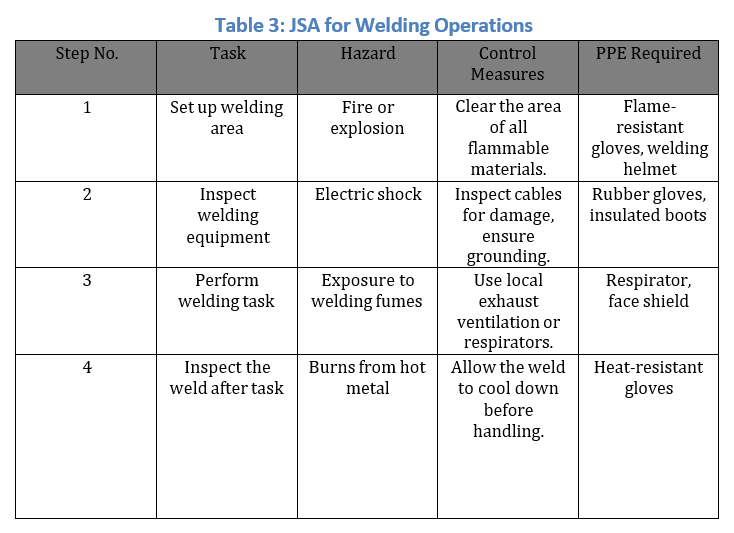 Table 3: JSA for Welding Operations
Step No.
Task
Hazard
Control
Measures
PPE Required
1
Set up welding
area
Fire or
explosion
Clear the area
of all
flammable
materials.
Flame-
resistant
gloves, welding
helmet
2
Inspect
welding
equipment
Electric shock
Inspect cables
for damage,
ensure
grounding.
Rubber gloves,
insulated boots
3
Perform
welding task
Exposure to
welding fumes
Use local
exhaust
ventilation or
respirators.
Respirator,
face shield
4
Inspect the
weld after task
Burns from hot
metal
Allow the weld
to cool down
before
handling.
Heat-resistant
gloves